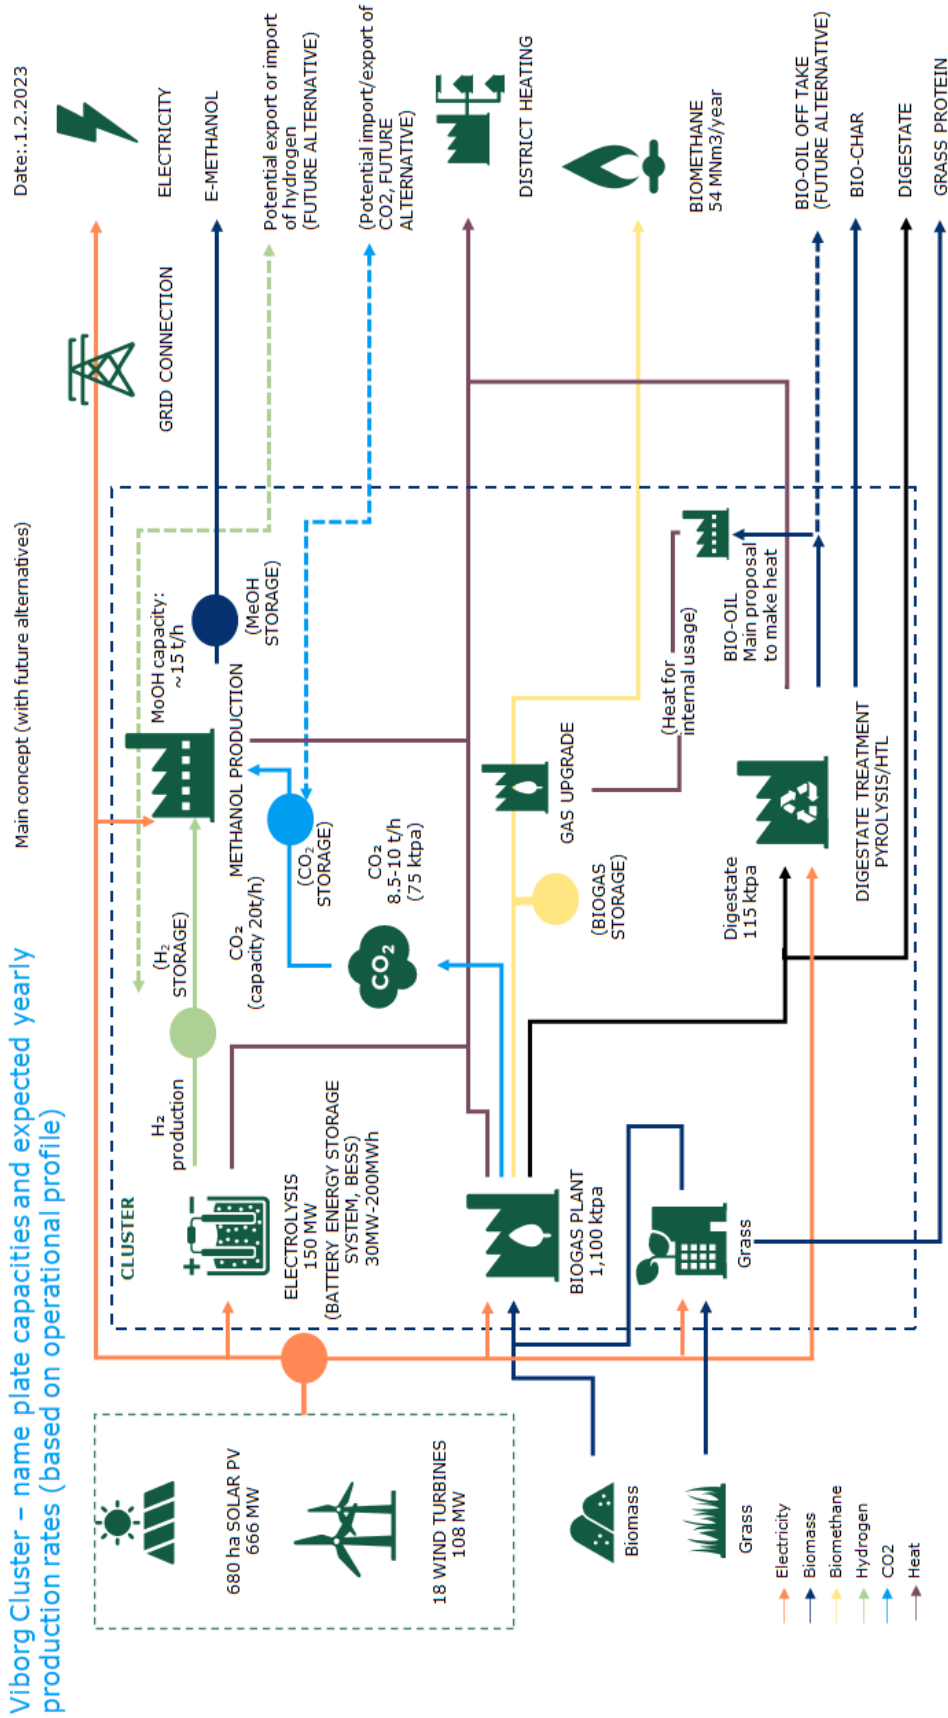 Viborg Cluster – name plate capacities and expected yearly
production rates (based on operational profile)
Main concept (with future alternatives)
Date:.1.2.2023
680 ha SOLAR PV
666 MW
18 WIND TURBINES
108 MW
Biomass
Grass
Electricity
Biomass
Biomethane
Hydrogen
CO2
Heat
CLUSTER
ELECTROLYSIS
150 MW
(BATTERY ENERGY STORAGE
SYSTEM, BESS)
30MW-200MWh
BIOGAS PLANT
1,100 ktpa
Grass
H₂
production
(H₂
STORAGE)
CO₂
(capacity 20t/h)
CO₂
(CO₂
STORAGE)
CO₂
8.5-10 t/h
(75 ktpa)
MoOH capacity:
~15 t/h
METHANOL PRODUCTION
(MeOH
STORAGE)
(BIOGAS
STORAGE)
GAS UPGRADE
(Heat for
internal usage)
Digestate
115 ktpa
DIGESTATE TREATMENT
PYROLYSIS/HTL
BIO-OIL
Main proposal
to make heat
GRID CONNECTION
ELECTRICITY
E-METHANOL
Potential export or import
of hydrogen
(FUTURE ALTERNATIVE)
(Potential import/export of
CO2, FUTURE
ALTERNATIVE)
DISTRICT HEATING
BIOMETHANE
54 MNm3/year
BIO-OIL OFF TAKE
(FUTURE ALTERNATIVE)
BIO-CHAR
DIGESTATE
GRASS PROTEIN